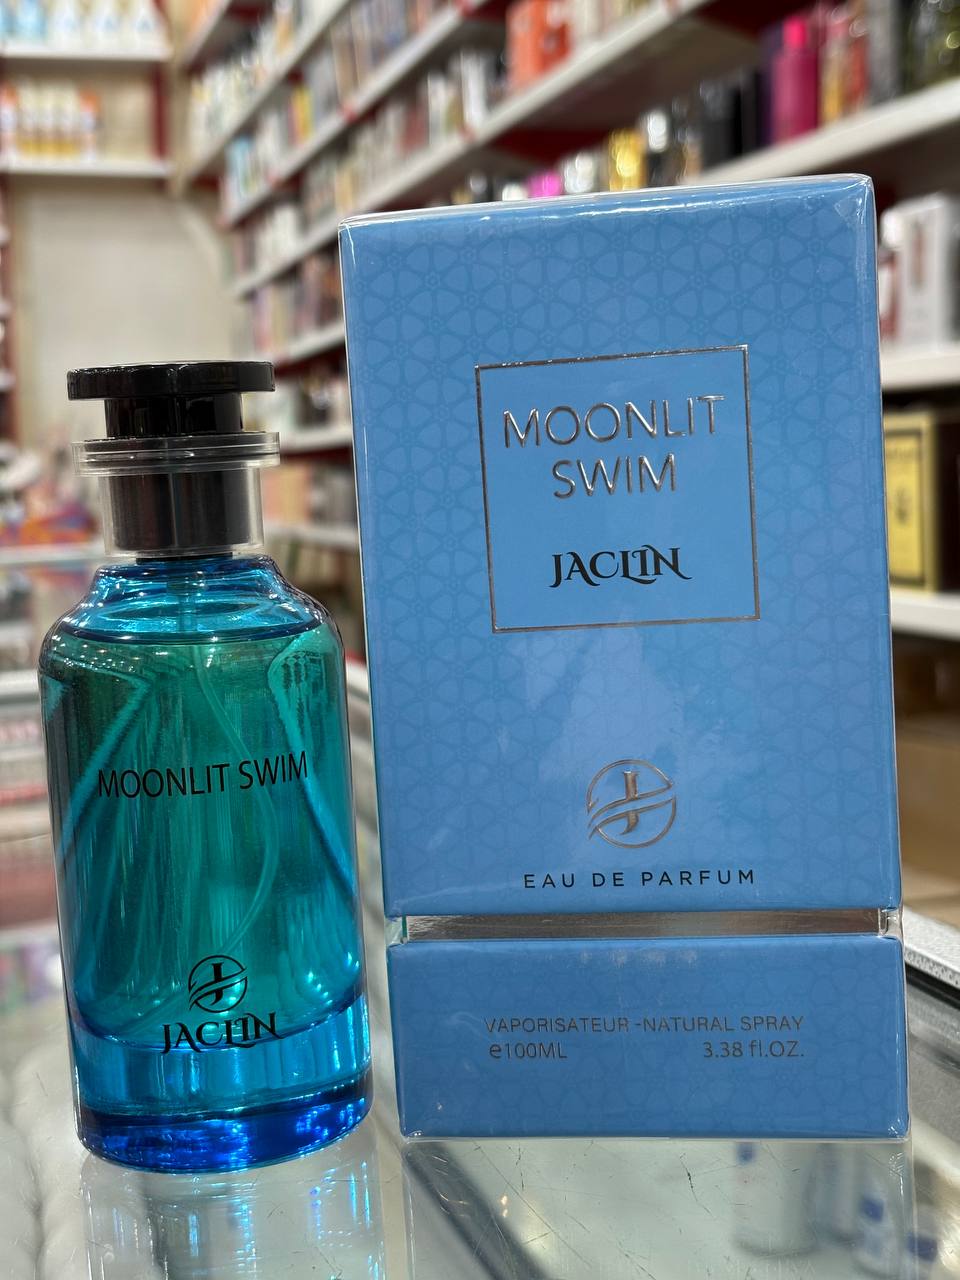 MOONLIT
SWIM
JACLIN
J
EAU DE PARFUM
VAPORISATEUR -NATURAL SPRAY
e100ML 3.38 fl.OZ.
MOONLIT SWIM
J
JACLIN